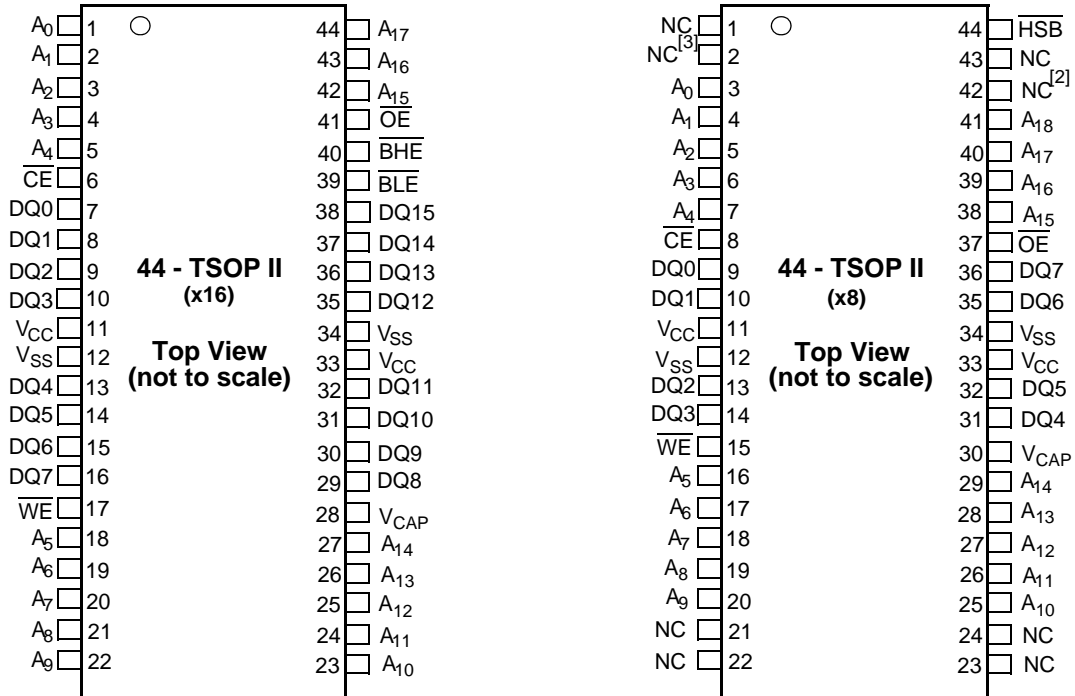 A0 1 44 A17
A1 2 43 A16
A2 3 42 A15
A3 4 41 OE
A4 5 40 BHE
CE 6 39 BLE
DQ0 7 38 DQ15
DQ1 8 37 DQ14
DQ2 9 36 DQ13
DQ3 10 35 DQ12
VCC 11 34 VSS
VSS 12 33 VCC
DQ4 13 32 DQ11
DQ5 14 31 DQ10
DQ6 15 30 DQ9
DQ7 16 29 DQ8
WE 17 28 VCAP
A5 18 27 A14
A6 19 26 A13
A7 20 25 A12
A8 21 24 A11
A9 22 23 A10
44 - TSOP II
(x16)
Top View
(not to scale)
NC 1 44 HSB
NC[3] 2 43 NC
A0 3 42 NC[2]
A1 4 41 A18
A2 5 40 A17
A3 6 39 A16
A4 7 38 A15
CE 8 37 OE
DQ0 9 36 DQ7
DQ1 10 35 DQ6
VCC 11 34 VSS
VSS 12 33 VCC
DQ2 13 32 DQ5
DQ3 14 31 DQ4
WE 15 30 VCAP
A5 16 29 A14
A6 17 28 A13
A7 18 27 A12
A8 19 26 A11
A9 20 25 A10
NC 21 24 NC
NC 22 23 NC
44 - TSOP II
(x8)
Top View
(not to scale)